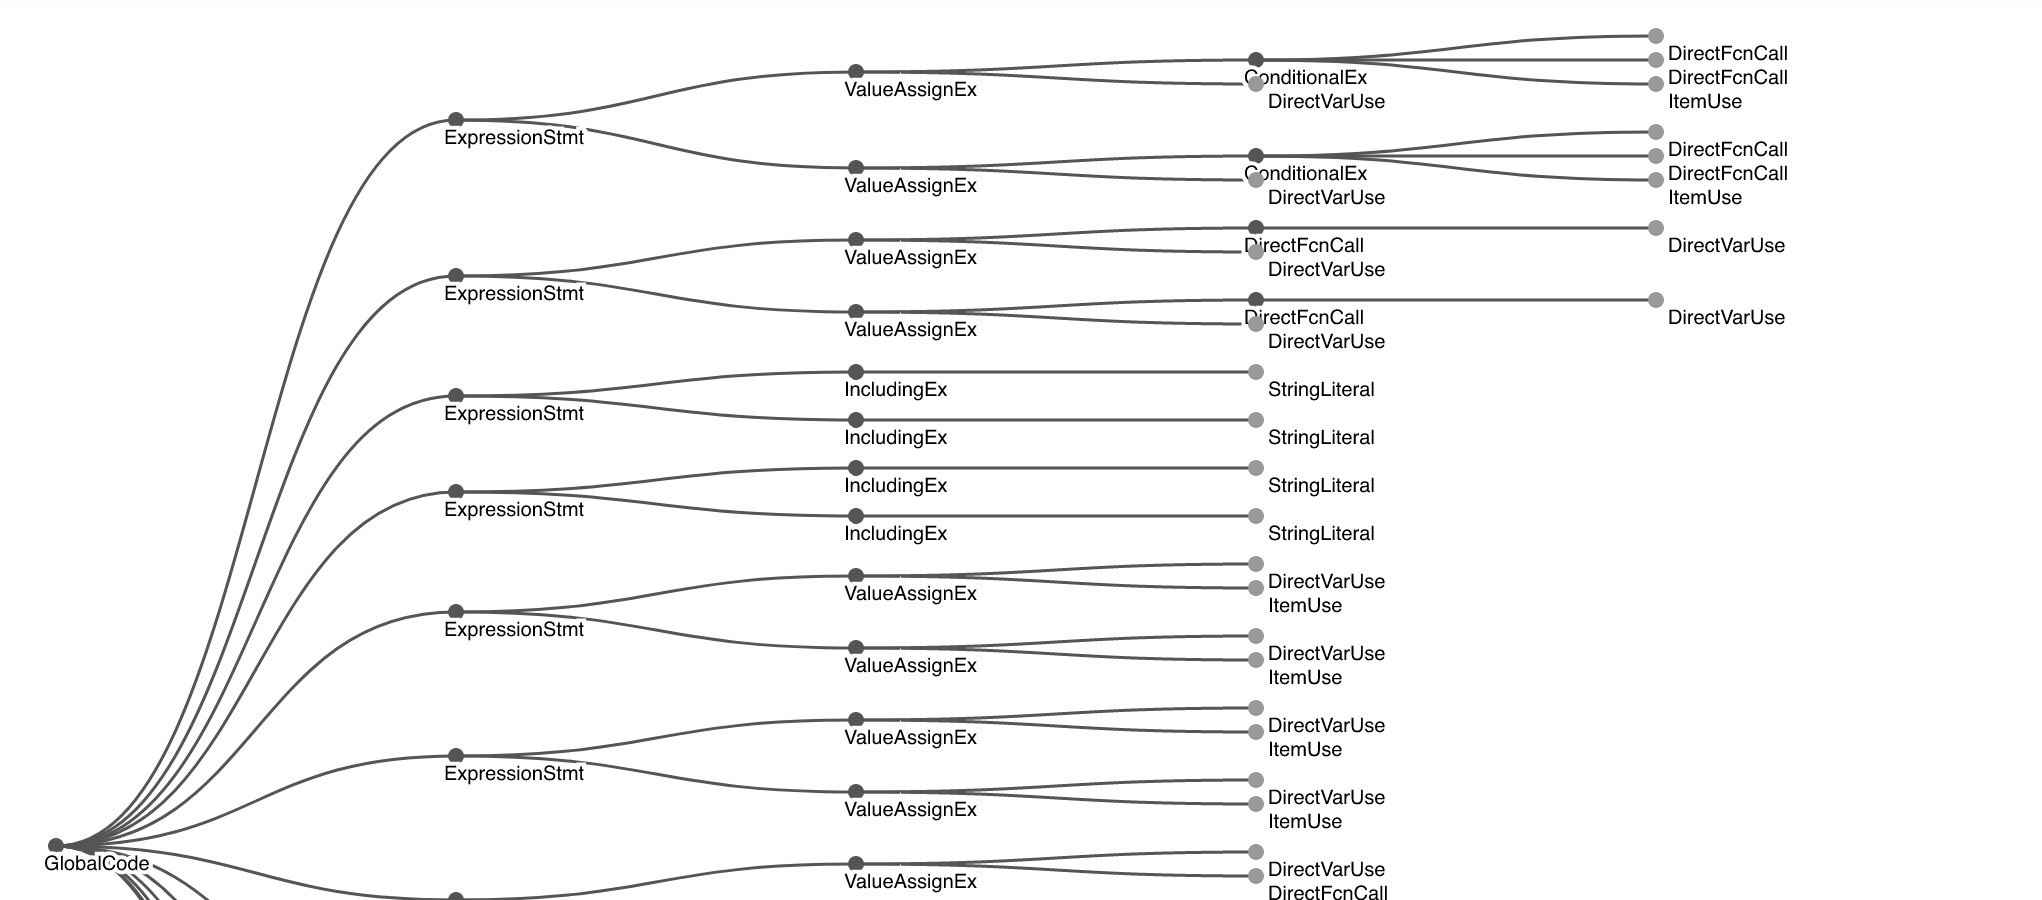 DirectFcnCall
ConditionalEx
DirectFcnCall
ValueAssignEx
DirectVarUse
ItemUse
ExpressionStmt
DirectFcnCall
ConditionalEx
DirectFcnCall
ValueAssignEx
DirectVarUse
ItemUse
DirectFcnCall
DirectVarUse
ValueAssignEx
DirectVarUse
ExpressionStmt
DirectFcnCall
DirectVarUse
ValueAssignEx
DirectVarUse
IncludingEx
StringLiteral
ExpressionStmt
IncludingEx
StringLiteral
IncludingEx
StringLiteral
ExpressionStmt
IncludingEx
StringLiteral
DirectVarUse
ValueAssignEx
ItemUse
ExpressionStmt
DirectVarUse
ValueAssignEx
ItemUse
DirectVarUse
ValueAssignEx
ItemUse
ExpressionStmt
DirectVarUse
ValueAssignEx
ItemUse
GlobalCode
DirectVarUse
ValueAssignEx
DirectFcnCall